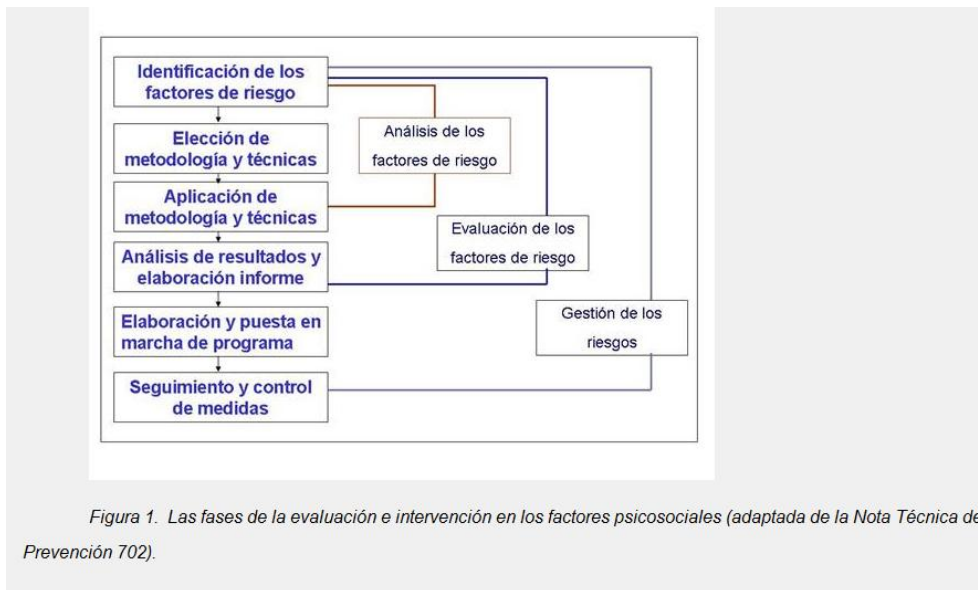 Identificación de los
factores de riesgo
Elección de
metodología y técnicas
Análisis de los
factores de riesgo
Aplicación de
metodología y técnicas
Evaluación de los
factores de riesgo
Análisis de resultados y
elaboración informe
Gestión de los
riesgos
Elaboración y puesta en
marcha de programa
Seguimiento y control
de medidas
Figura 1. Las fases de la evaluación e intervención en los factores psicosociales (adaptada de la Nota Técnica de
Prevención 702).